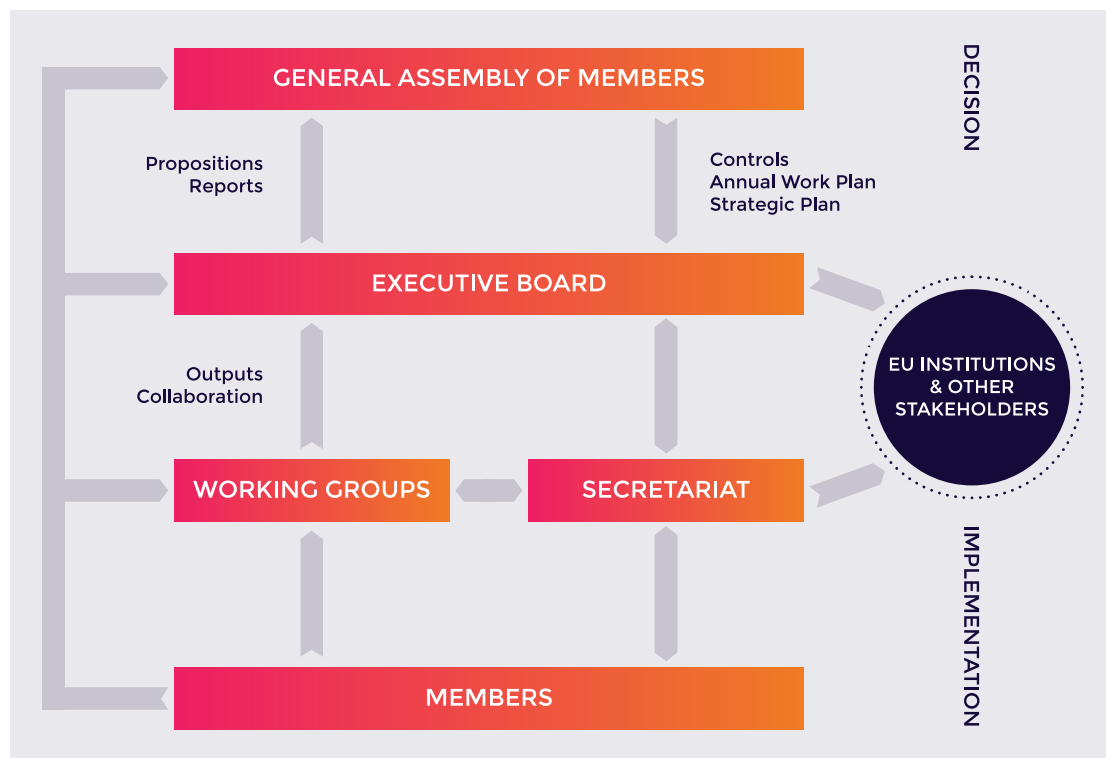 GENERAL ASSEMBLY OF MEMBERS
DECISION
Propositions
Reports
Controls
Annual Work Plan
Strategic Plan
EXECUTIVE BOARD
EU INSTITUTIONS
& OTHER
STAKEHOLDERS
Outputs
Collaboration
WORKING GROUPS
SECRETARIAT
IMPLEMENTATION
MEMBERS